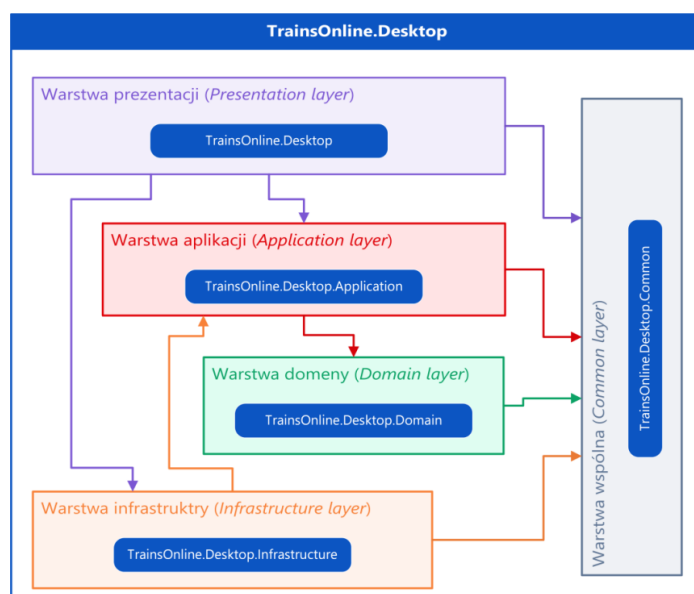 TrainsOnline.Desktop
Warstwa prezentacji (Presentation layer)
TrainsOnline.Desktop
Warstwa aplikacji (Application layer)
TrainsOnline.Desktop.Application
Warstwa domeny (Domain layer)
TrainsOnline.Desktop.Domain
Warstwa infrastruktry (Infrastructure layer)
TrainsOnline.Desktop.Infrastructure
Warstwa wspólna (Common layer)
TrainsOnline.Desktop.Common